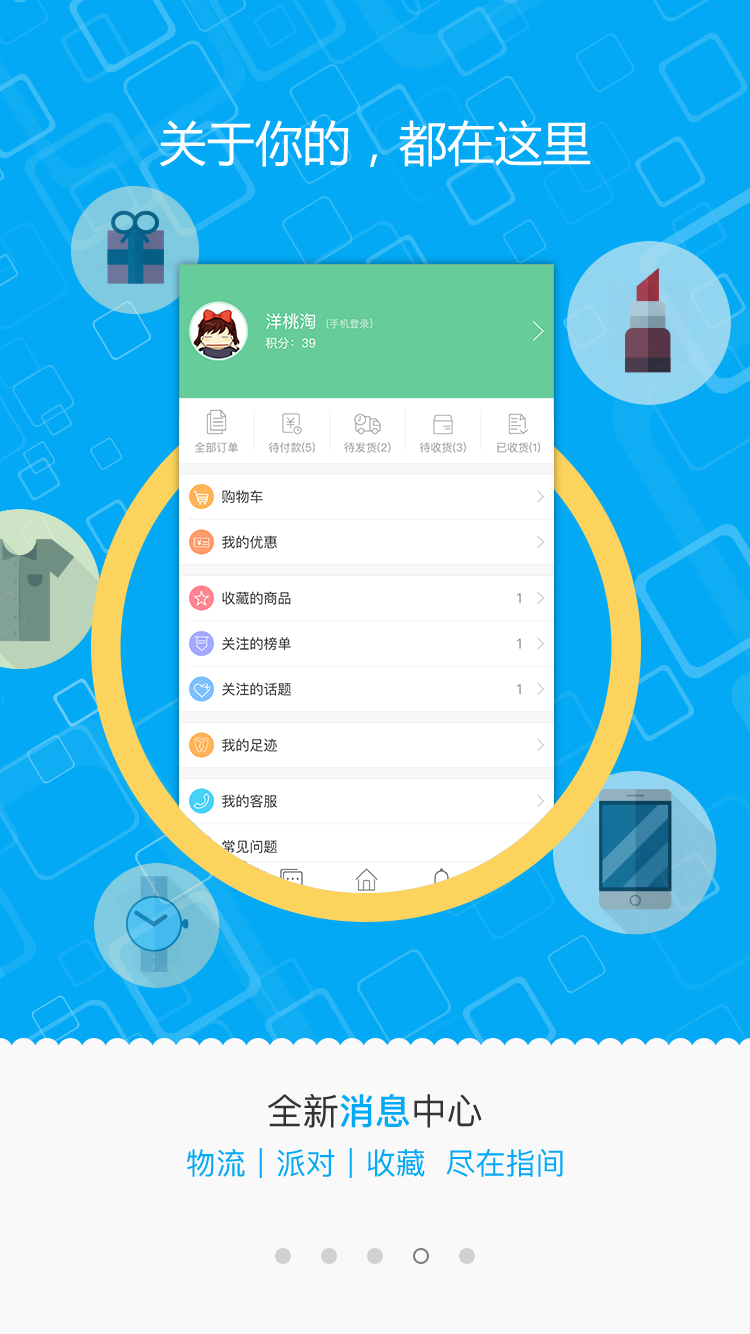 关于你的，都在这里
洋桃淘 (手机登录)
积分：39
全部订单 待付款(5) 待发货(2) 待收货(3) 已收货(1)
购物车
我的优惠
收藏的商品 1
关注的榜单 1
关注的话题 1
我的足迹
我的客服
常见问题
全新消息中心
物流｜派对｜收藏 尽在指间